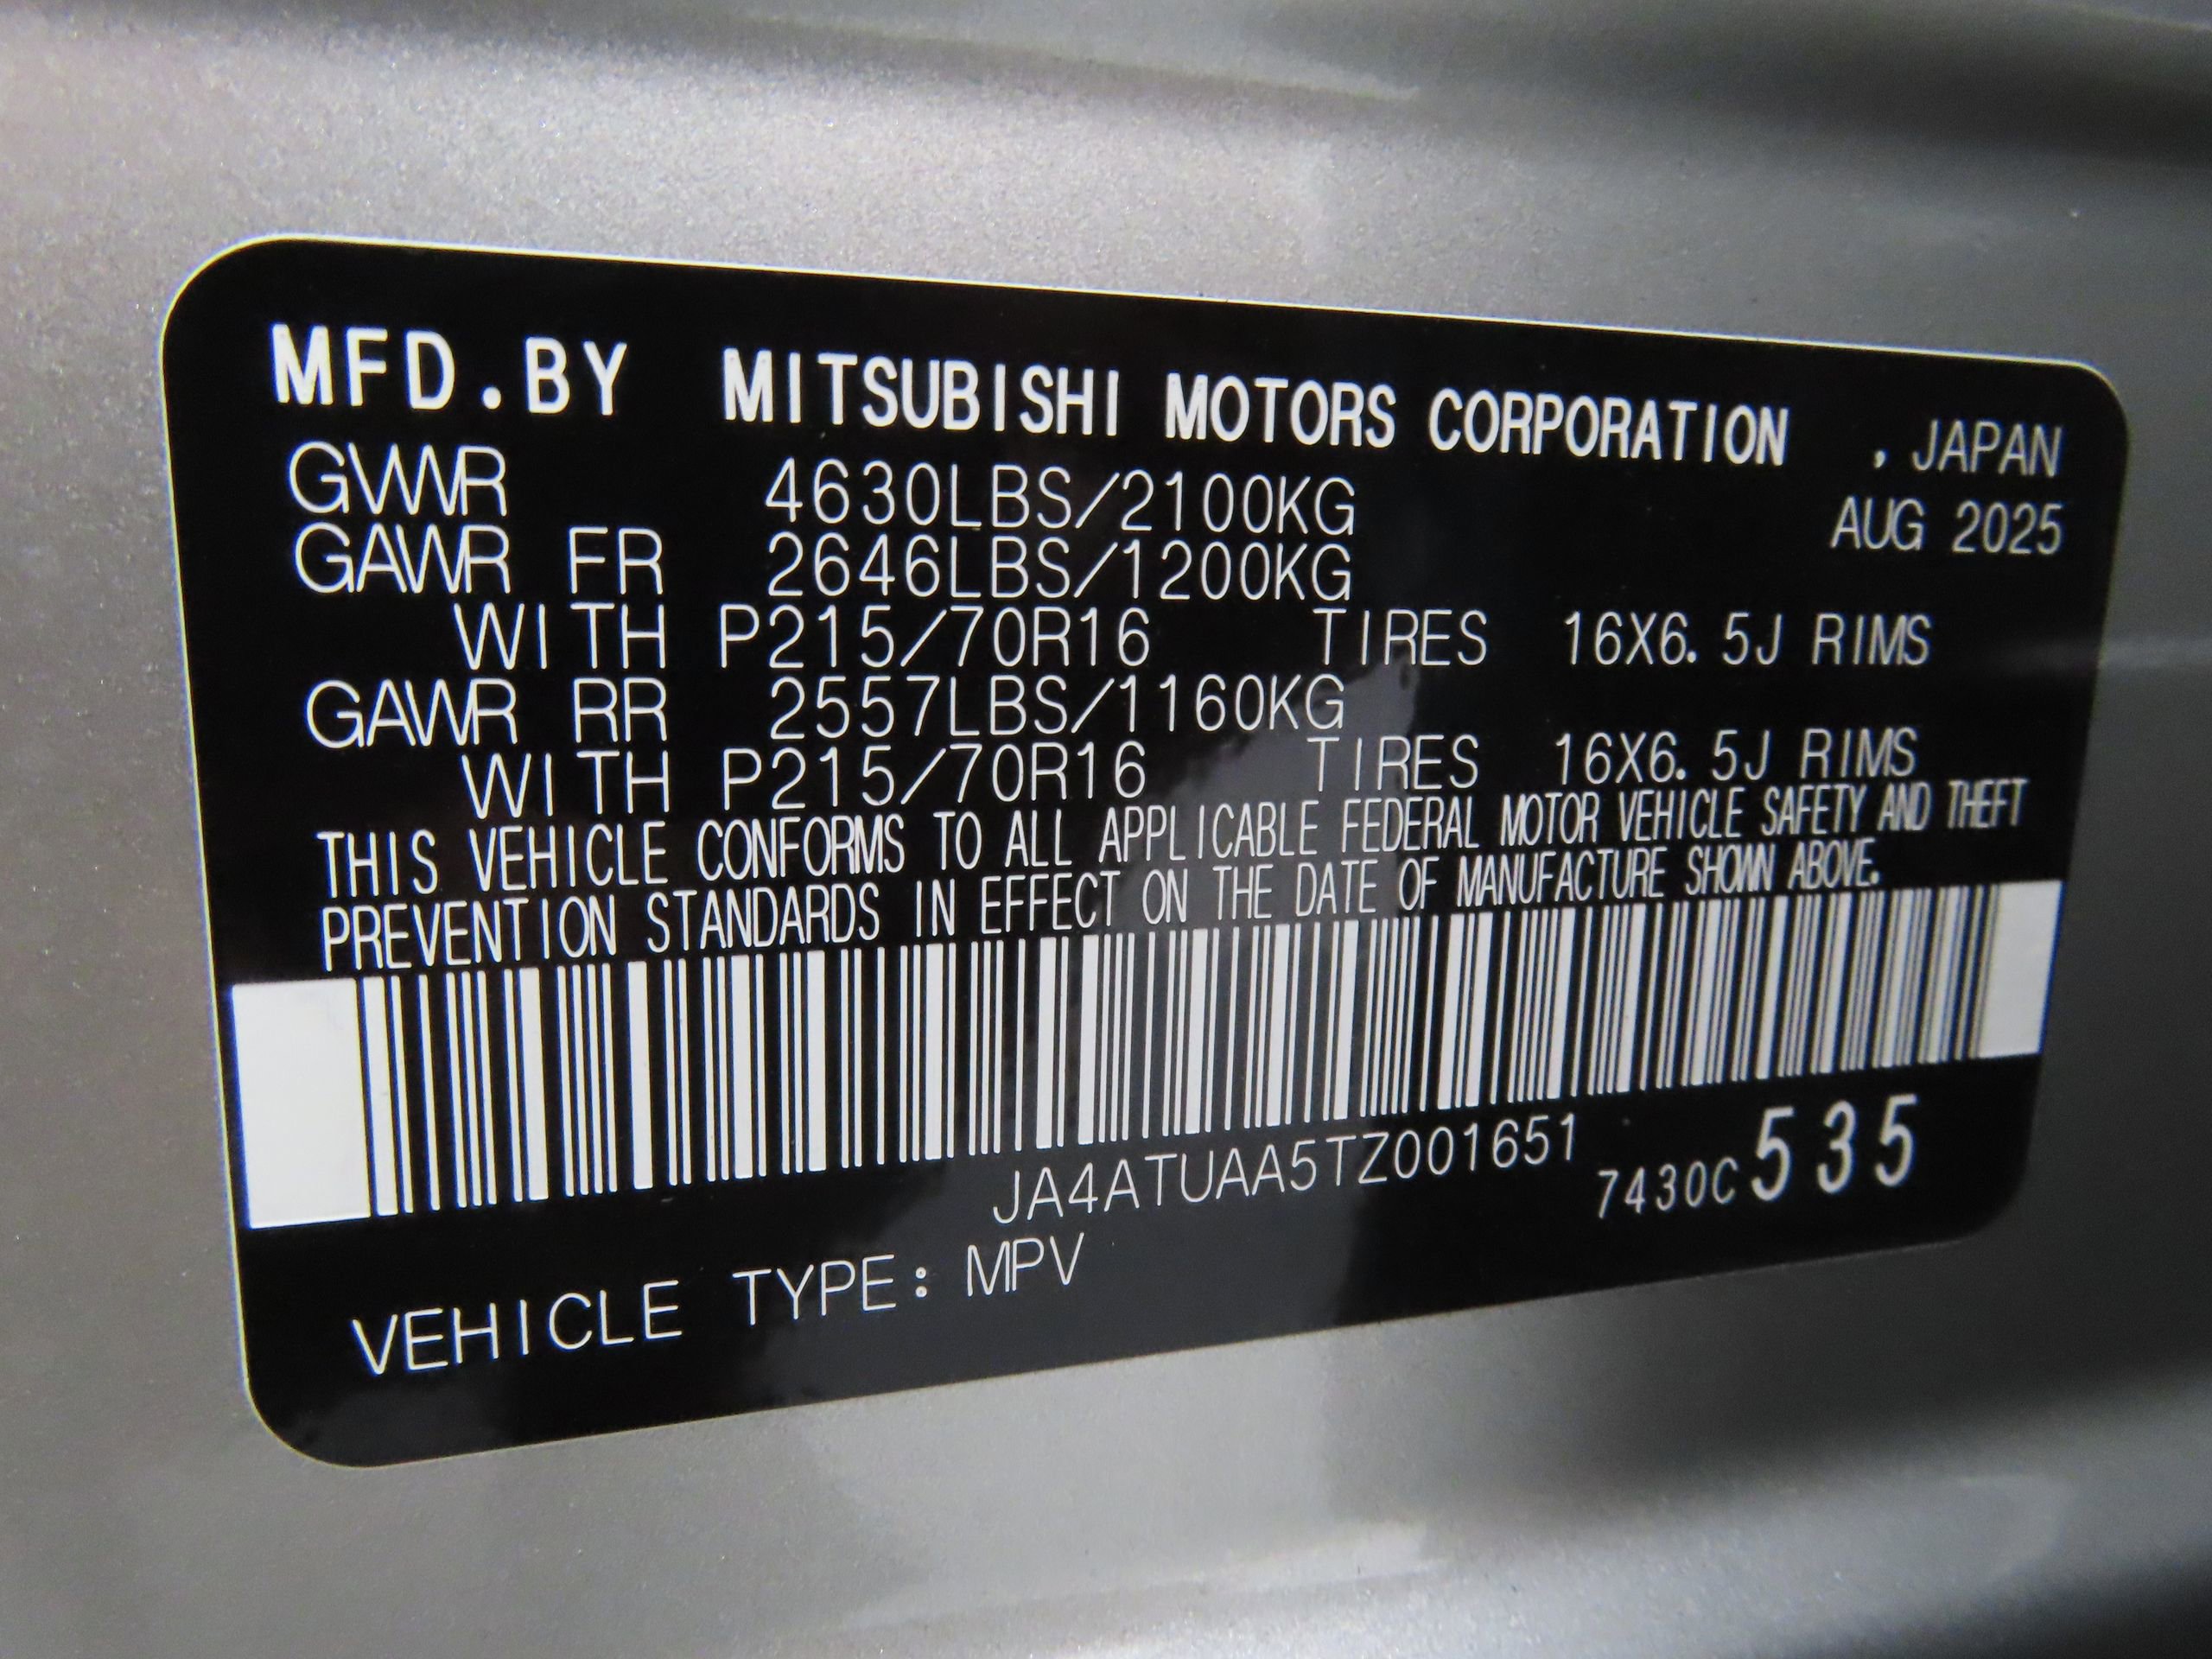 MFD.BY MITSUBISHI MOTORS CORPORATION , JAPAN
GVWR 4630LBS/2100KG AUG 2025
GAWR FR 2646LBS/1200KG
WITH P215/70R16 TIRES 16X6.5J RIMS
GAWR RR 2557LBS/1160KG
WITH P215/70R16 TIRES 16X6.5J RIMS
THIS VEHICLE CONFORMS TO ALL APPLICABLE FEDERAL MOTOR VEHICLE SAFETY AND THEFT
PREVENTION STANDARDS IN EFFECT ON THE DATE OF MANUFACTURE SHOWN ABOVE.
JA4ATUAA5TZ001651 7430C535
VEHICLE TYPE: MPV